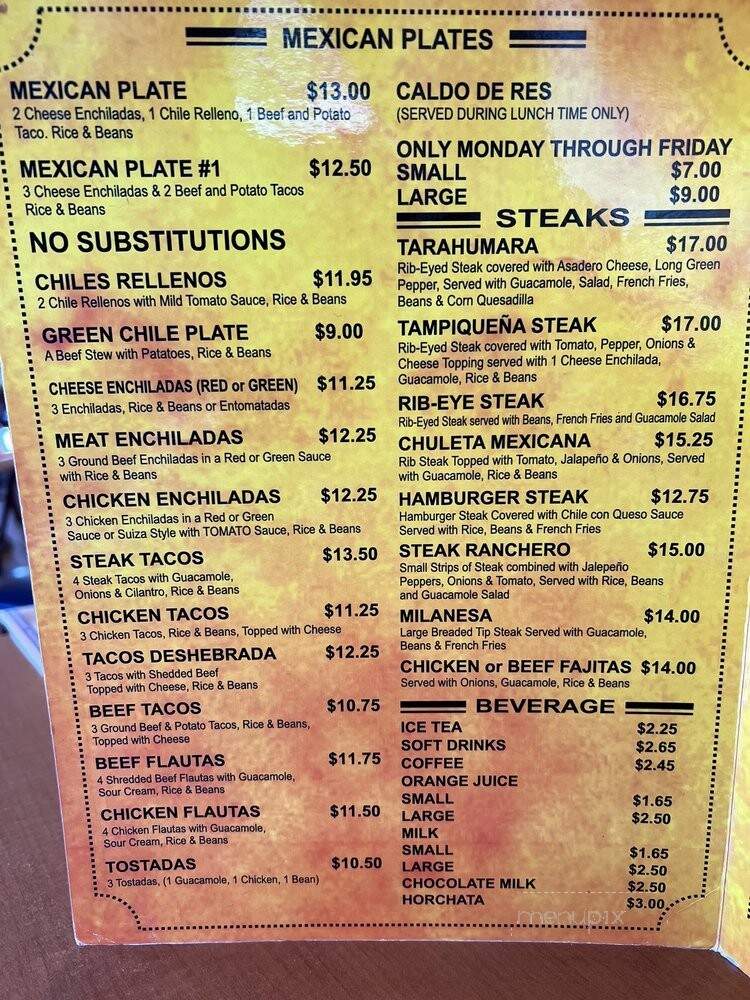 MEXICAN PLATES
MEXICAN PLATE $13.00
2 Cheese Enchiladas, 1 Chile Relleno, 1 Beef and Potato
Taco. Rice & Beans
MEXICAN PLATE #1 $12.50
3 Cheese Enchiladas & 2 Beef and Potato Tacos
Rice & Beans
NO SUBSTITUTIONS
CHILES RELLENOS $11.95
2 Chile Rellenos with Mild Tomato Sauce, Rice & Beans
GREEN CHILE PLATE $9.00
A Beef Stew with Patatoes, Rice & Beans
CHEESE ENCHILADAS (RED or GREEN) $11.25
3 Enchiladas, Rice & Beans or Entomatadas
MEAT ENCHILADAS $12.25
3 Ground Beef Enchiladas in a Red or Green Sauce
with Rice & Beans
CHICKEN ENCHILADAS $12.25
3 Chicken Enchiladas in a Red or Green
Sauce or Suiza Style with TOMATO Sauce, Rice & Beans
STEAK TACOS $13.50
4 Steak Tacos with Guacamole,
Onions & Cilantro, Rice & Beans
CHICKEN TACOS $11.25
3 Chicken Tacos, Rice & Beans, Topped with Cheese
TACOS DESHEBRADA $12.25
3 Tacos with Shedded Beef
Topped with Cheese, Rice & Beans
BEEF TACOS $10.75
3 Ground Beef & Potato Tacos, Rice & Beans,
Topped with Cheese
BEEF FLAUTAS $11.75
4 Shredded Beef Flautas with Guacamole,
Sour Cream, Rice & Beans
CHICKEN FLAUTAS $11.50
4 Chicken Flautas with Guacamole,
Sour Cream, Rice & Beans
TOSTADAS $10.50
3 Tostadas, (1 Guacamole, 1 Chicken, 1 Bean)
CALDO DE RES
(SERVED DURING LUNCH TIME ONLY)
ONLY MONDAY THROUGH FRIDAY
SMALL $7.00
LARGE $9.00
STEAKS
TARAHUMARA $17.00
Rib-Eyed Steak covered with Asadero Cheese, Long Green
Pepper, Served with Guacamole, Salad, French Fries,
Beans & Corn Quesadilla
TAMPIQUEÑA STEAK $17.00
Rib-Eyed Steak covered with Tomato, Pepper, Onions &
Cheese Topping served with 1 Cheese Enchilada,
Guacamole, Rice & Beans
RIB-EYE STEAK $16.75
Rib-Eyed Steak served with Beans, French Fries and Guacamole Salad
CHULETA MEXICANA $15.25
Rib Steak Topped with Tomato, Jalapeño & Onions, Served
with Guacamole, Rice & Beans
HAMBURGER STEAK $12.75
Hamburger Steak Covered with Chile con Queso Sauce
Served with Rice, Beans & French Fries
STEAK RANCHERO $15.00
Small Strips of Steak combined with Jalepeño
Peppers, Onions & Tomato, Served with Rice, Beans
and Guacamole Salad
MILANESA $14.00
Large Breaded Tip Steak Served with Guacamole,
Beans & French Fries
CHICKEN or BEEF FAJITAS $14.00
Served with Onions, Guacamole, Rice & Beans
BEVERAGE
ICE TEA $2.25
SOFT DRINKS $2.65
COFFEE $2.45
ORANGE JUICE
SMALL $1.65
LARGE $2.50
MILK
SMALL $1.65
LARGE $2.50
CHOCOLATE MILK $2.50
HORCHATA $3.00
menupix